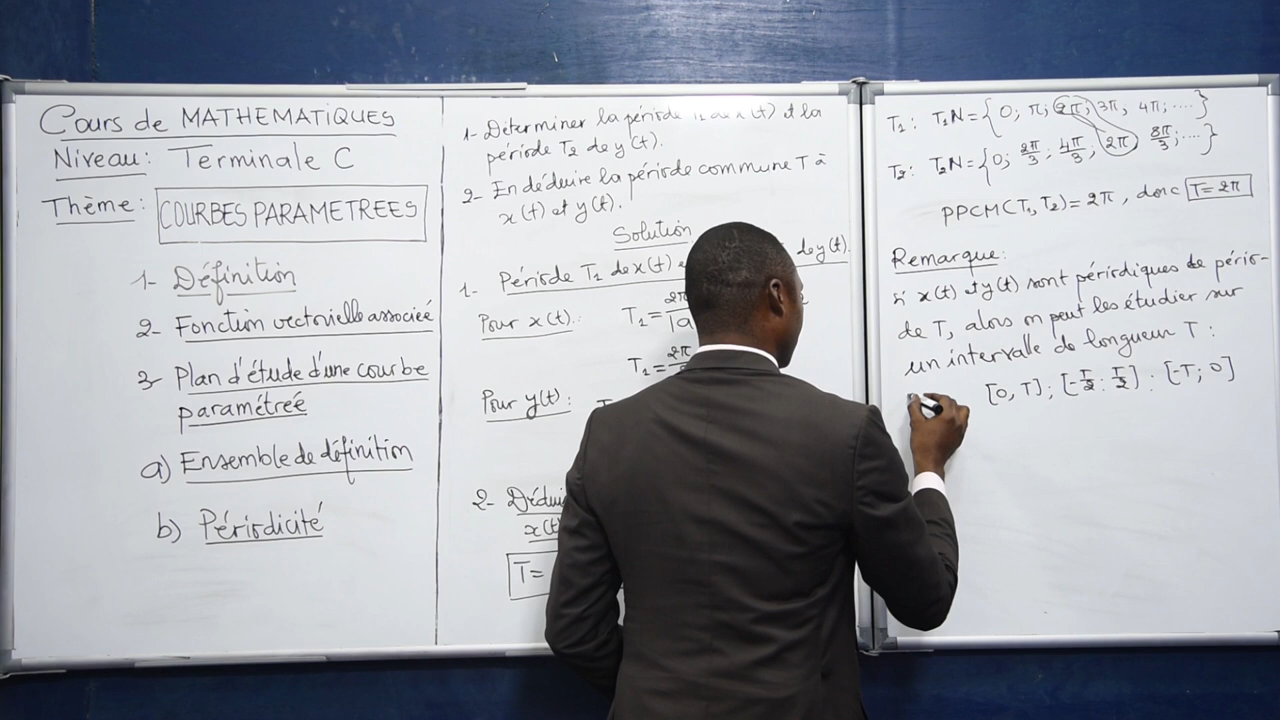 Cours de MATHEMATIQUES
Niveau: Terminale C
Thème: COURBES PARAMETREES
1- Définition
2- Fonction vectorielle associée
3- Plan d'étude d'une courbe
paramétrée
a) Ensemble de définition
b) Périodicité
1- Déterminer la période T₁ de x(t) et la
période T₂ de y(t).
2- En déduire la période commune T à
x(t) et y(t).
Solution
1- Période T₁ de x(t) de y(t).
Pour x(t):
T₁ = 2π
T₁ = 2π
Pour y(t):
2-
x(t)
T=
T₁: T₁N = {0; π; 2π; 3π, 4π; ....}
T₂: T₂N = {0; 2π/3; 4π/3, 2π, 8π/3; ...}
PPCM(T₁, T₂) = 2π, donc T = 2π
Remarque:
si x(t) et y(t) sont périodiques de pério-
de T, alors on peut les étudier sur
un intervalle de longueur T:
[0, T]; [-T/2; T/2]; [-T; 0]